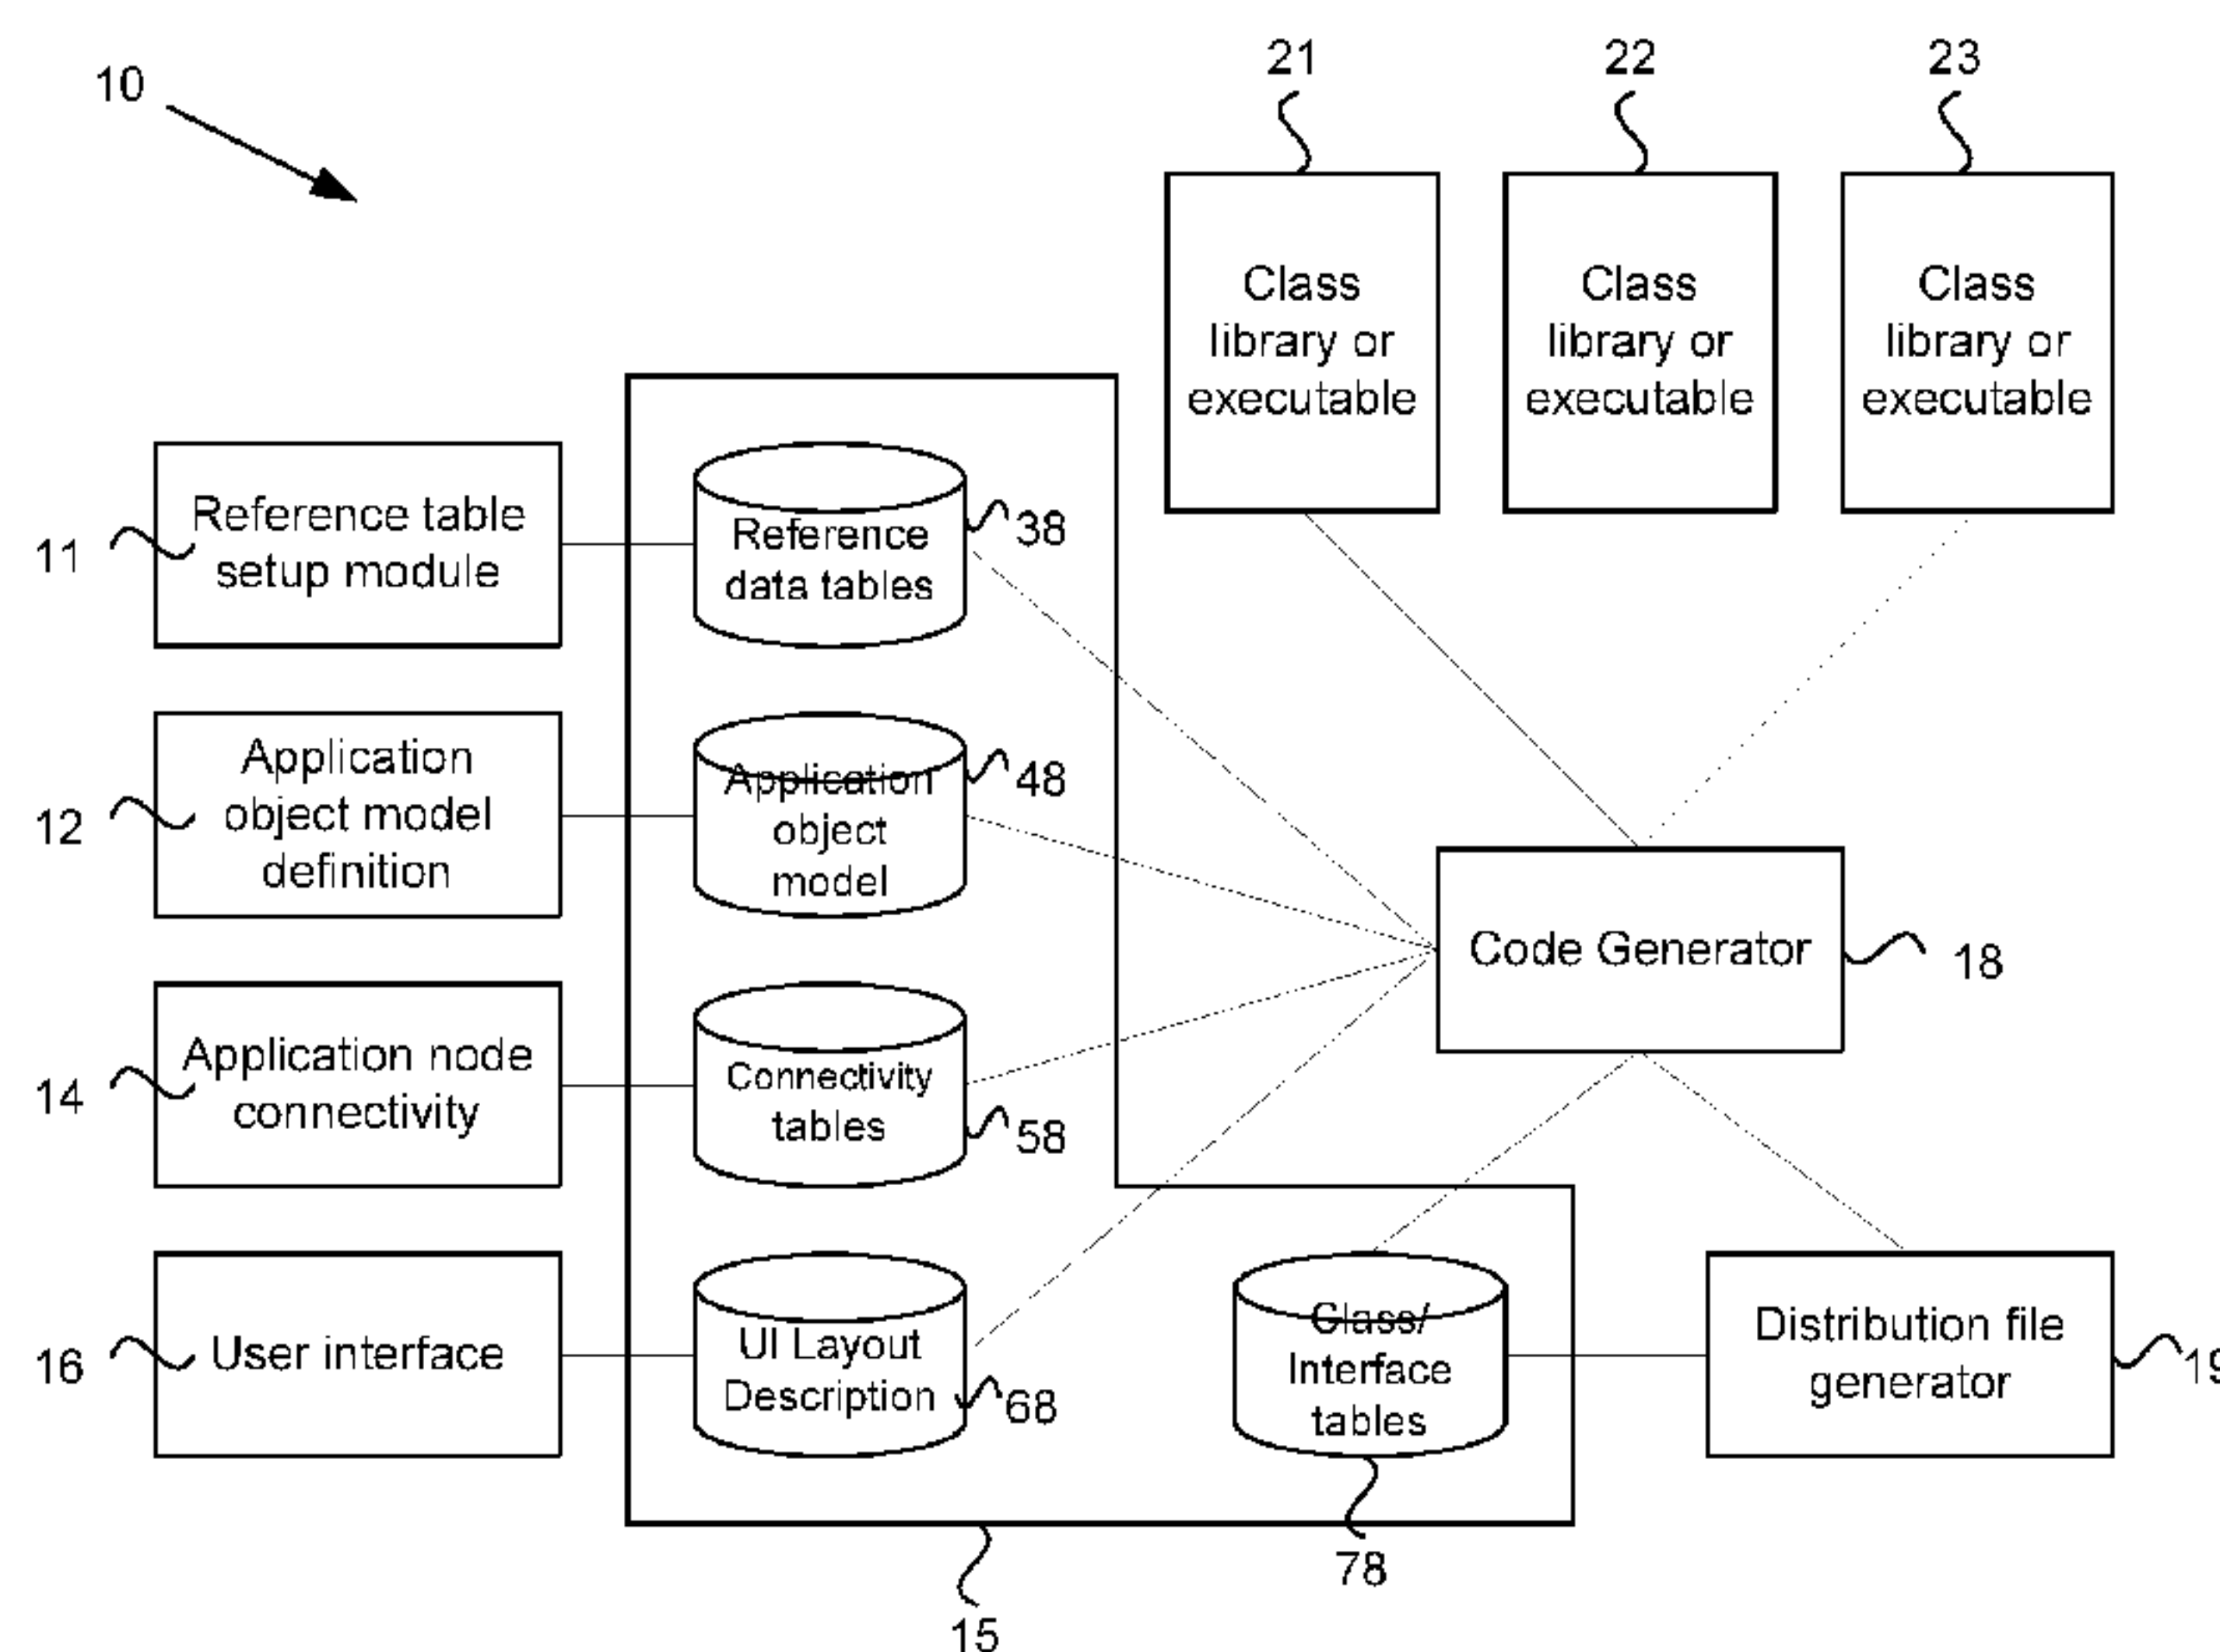 10
21
22
23
Class
library or
executable
Class
library or
executable
Class
library or
executable
11
Reference table
setup module
Reference
data tables
38
12
Application
object model
definition
Application
object
model
48
Code Generator
18
14
Application node
connectivity
Connectivity
tables
58
16
User interface
UI Layout
Description
68
Class/
Interface
tables
78
Distribution file
generator
19
15